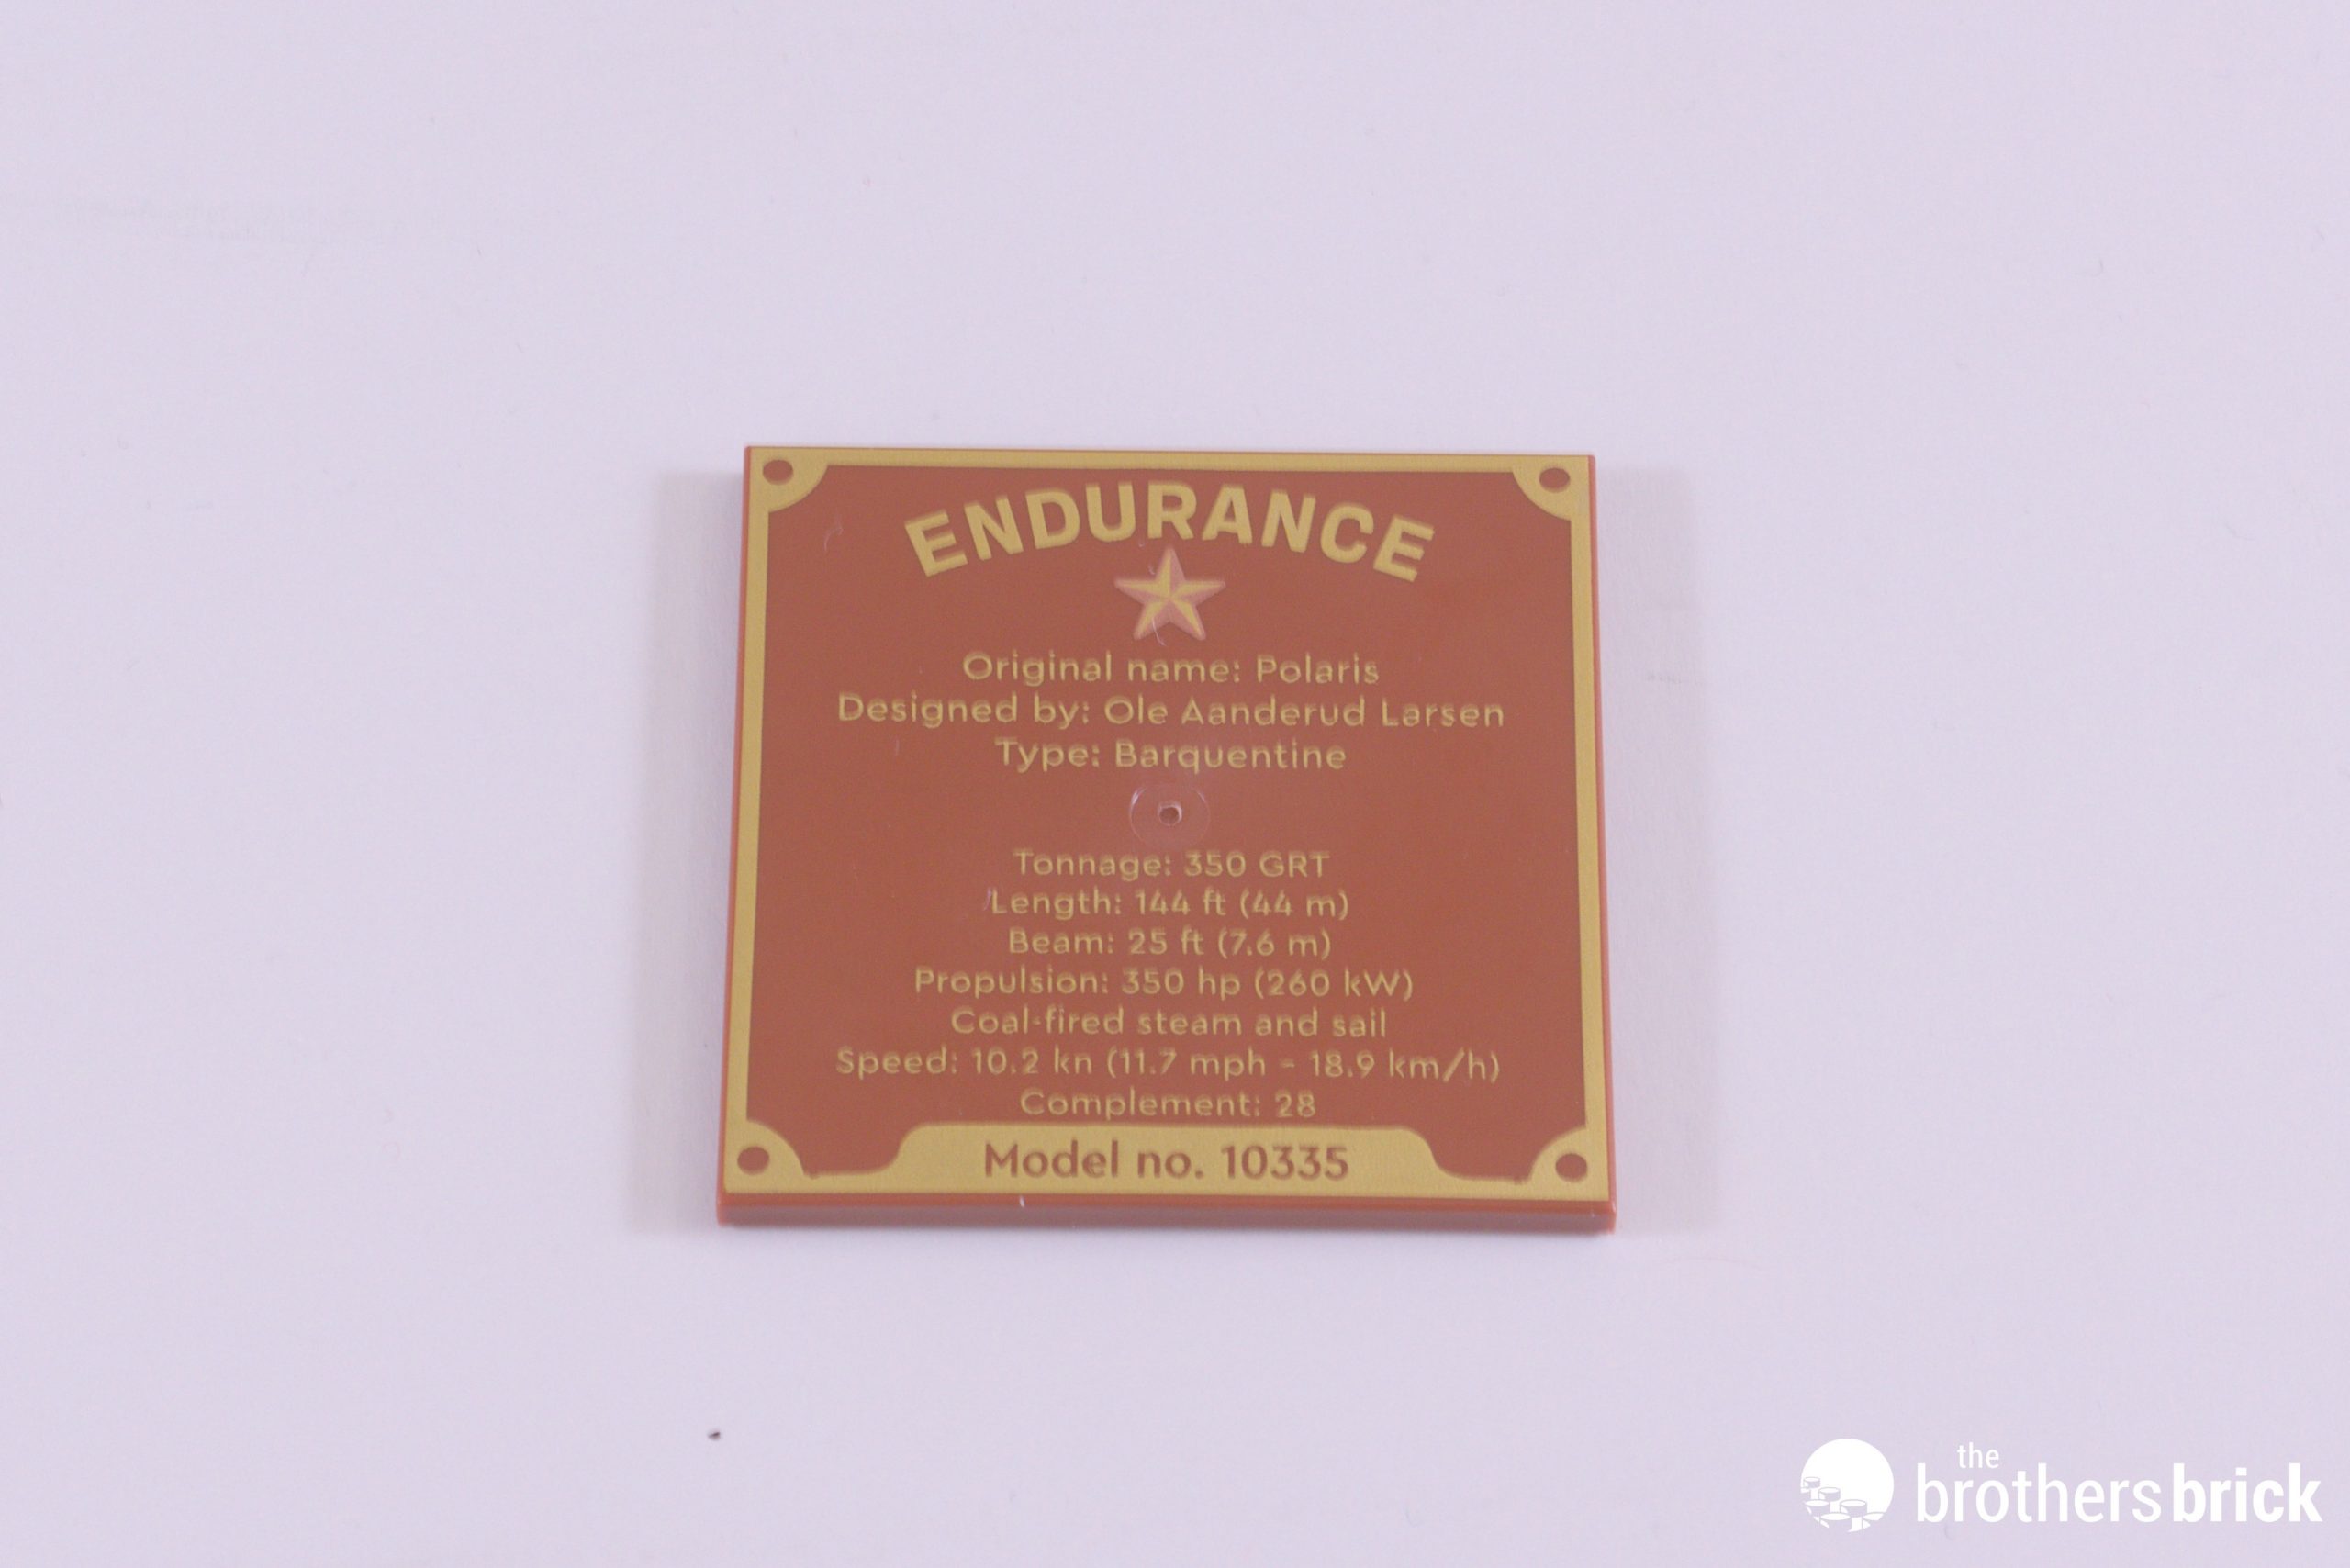 ENDURANCE
Original name: Polaris
Designed by: Ole Aanderud Larsen
Type: Barquentine
Tonnage: 350 GRT
Length: 144 ft (44 m)
Beam: 25 ft (7.6 m)
Propulsion: 350 hp (260 kW)
Coal-fired steam and sail
Speed: 10.2 kn (11.7 mph - 18.9 km/h)
Complement: 28
Model no. 10335
the
brothersbrick